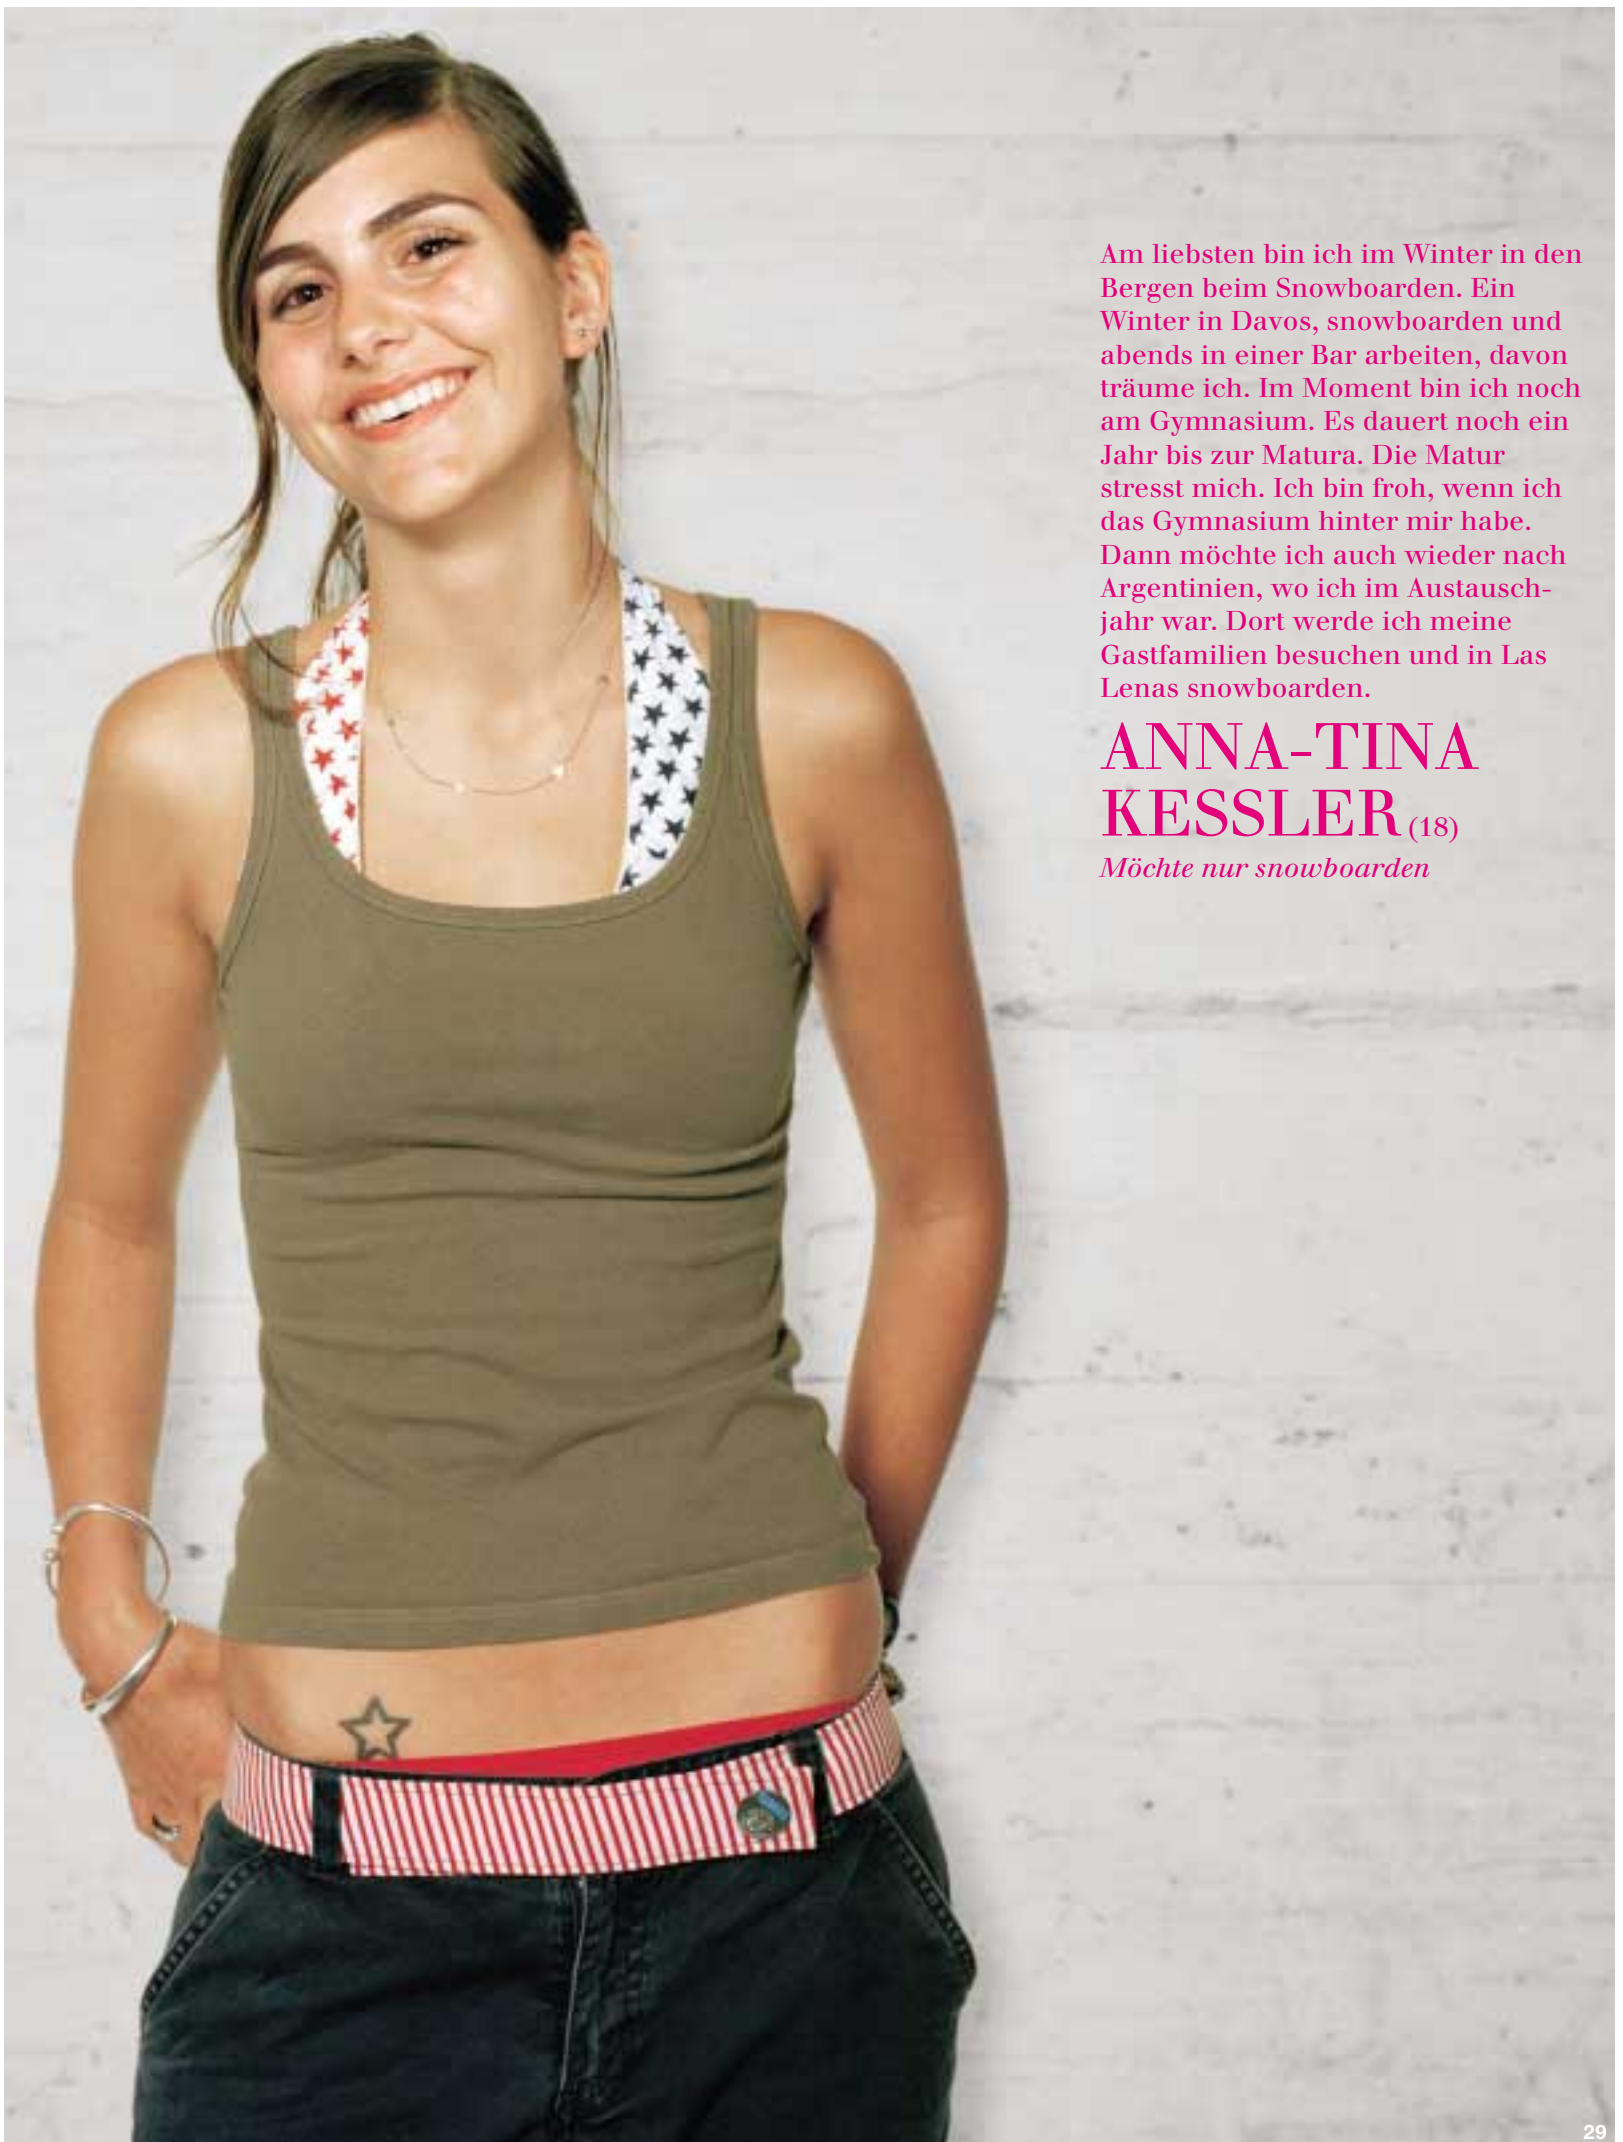 Am liebsten bin ich im Winter in den
Bergen beim Snowboarden. Ein
Winter in Davos, snowboarden und
abends in einer Bar arbeiten, davon
träume ich. Im Moment bin ich noch
am Gymnasium. Es dauert noch ein
Jahr bis zur Matura. Die Matur
stresst mich. Ich bin froh, wenn ich
das Gymnasium hinter mir habe.
Dann möchte ich auch wieder nach
Argentinien, wo ich im Austausch-
jahr war. Dort werde ich meine
Gastfamilien besuchen und in Las
Lenas snowboarden.
ANNA-TINA
KESSLER (18)
Möchte nur snowboarden
29